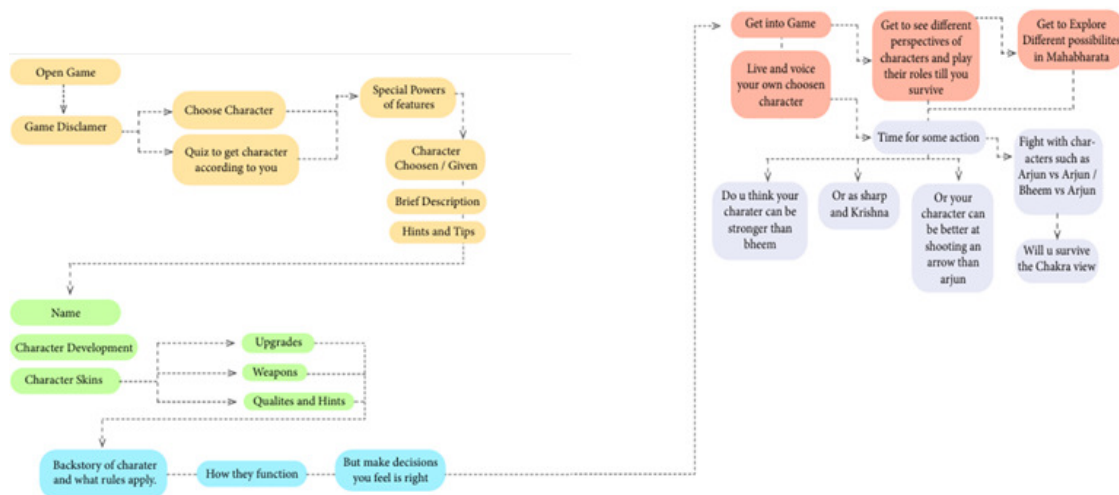 Open Game
Game Disclamer
Choose Character
Quiz to get character
according to you
Special Powers
of features
Character
Choosen / Given
Brief Description
Hints and Tips
Name
Character Development
Character Skins
Upgrades
Weapons
Qualites and Hints
Backstory of charater
and what rules apply.
How they function
But make decisions
you feel is right
Get into Game
Live and voice
your own choosen
character
Get to see different
perspectives of
characters and play
their roles till you
survive
Get to Explore
Different possibilites
in Mahabharata
Time for some action
Do u think your
charater can be
stronger than
bheem
Or as sharp
and Krishna
Or your
character can
be better at
shooting an
arrow than
arjun
Fight with char-
acters such as
Arjun vs Arjun /
Bheem vs Arjun
Will u survive
the Chakra view